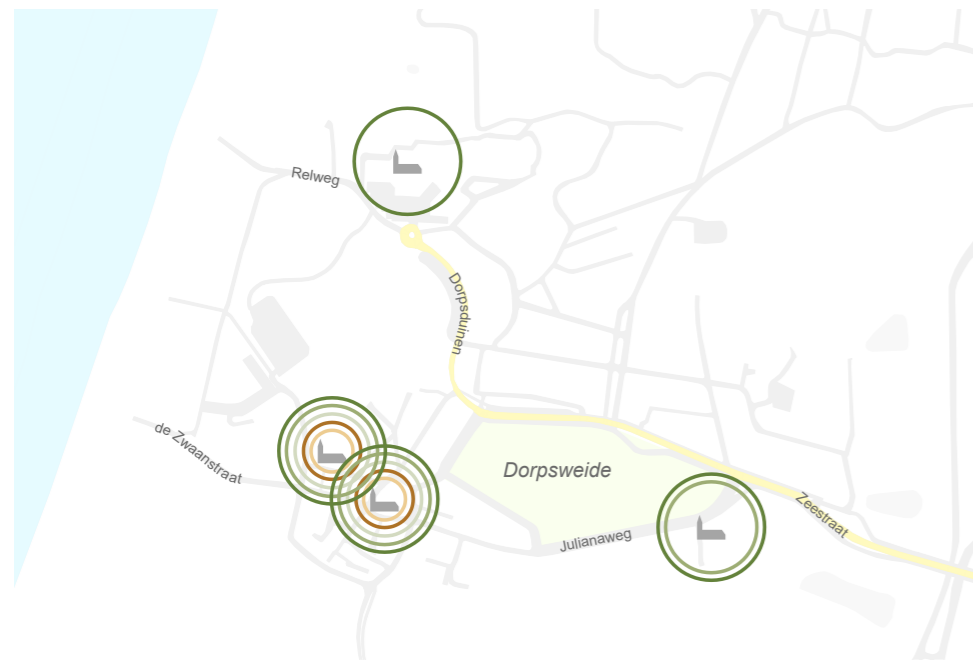 Relweg
Dorpsduinen
de Zwaanstraat
Dorpsweide
Zeestraat
Julianaweg